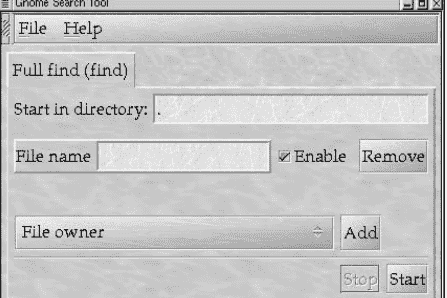 Gnome Search Tool
File Help
Full find (find)
Start in directory: .
File name Enable Remove
File owner Add
Stop Start